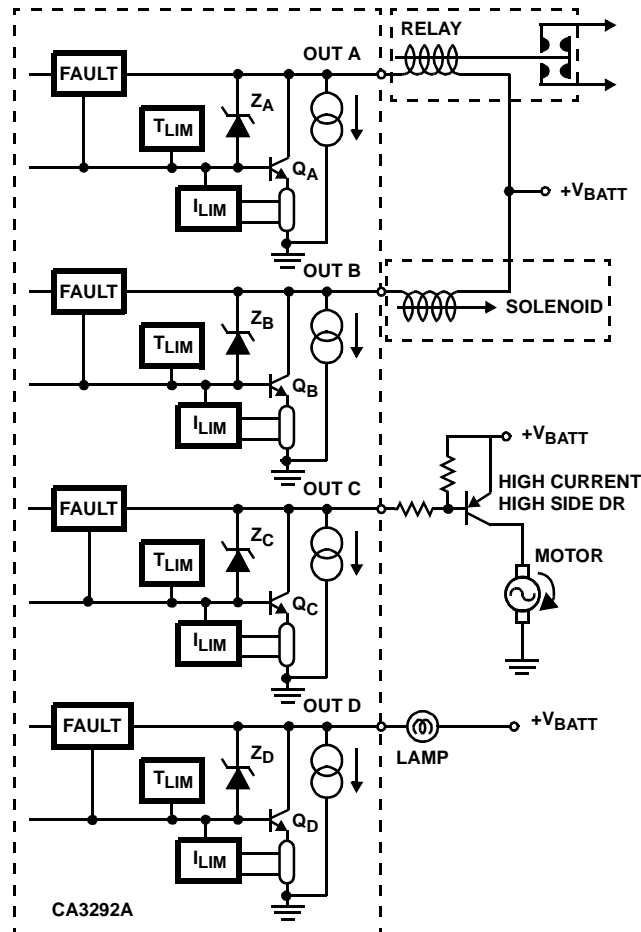 RELAY
OUT A
FAULT
ZA
TLIM
QA
ILIM
+VBATT
OUT B
FAULT
SOLENOID
ZB
TLIM
QB
ILIM
+VBATT
OUT C
HIGH CURRENT
HIGH SIDE DR
FAULT
ZC
MOTOR
TLIM
QC
ILIM
OUT D
FAULT
+VBATT
ZD
LAMP
TLIM
QD
ILIM
CA3292A